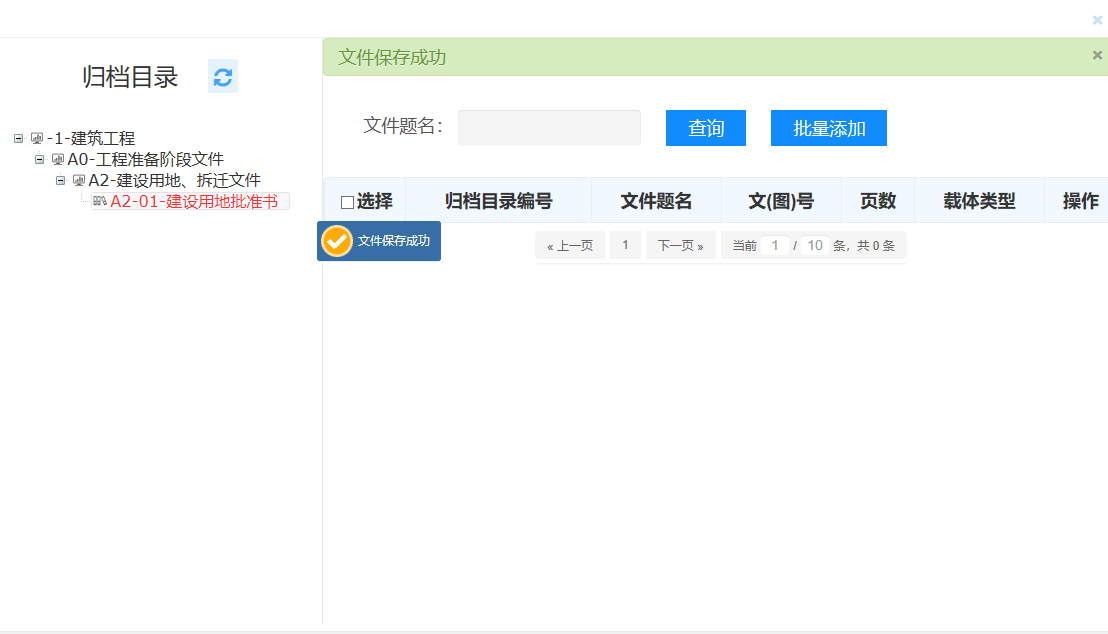 ×
归档目录
-1-建筑工程
A0-工程准备阶段文件
A2-建设用地、拆迁文件
A2-01-建设用地批准书
文件保存成功 ×
文件题名: 查询 批量添加
选择 归档目录编号 文件题名 文(图)号 页数 载体类型 操作
文件保存成功
« 上一页 1 下一页 » 当前 1 / 10 条，共 0 条